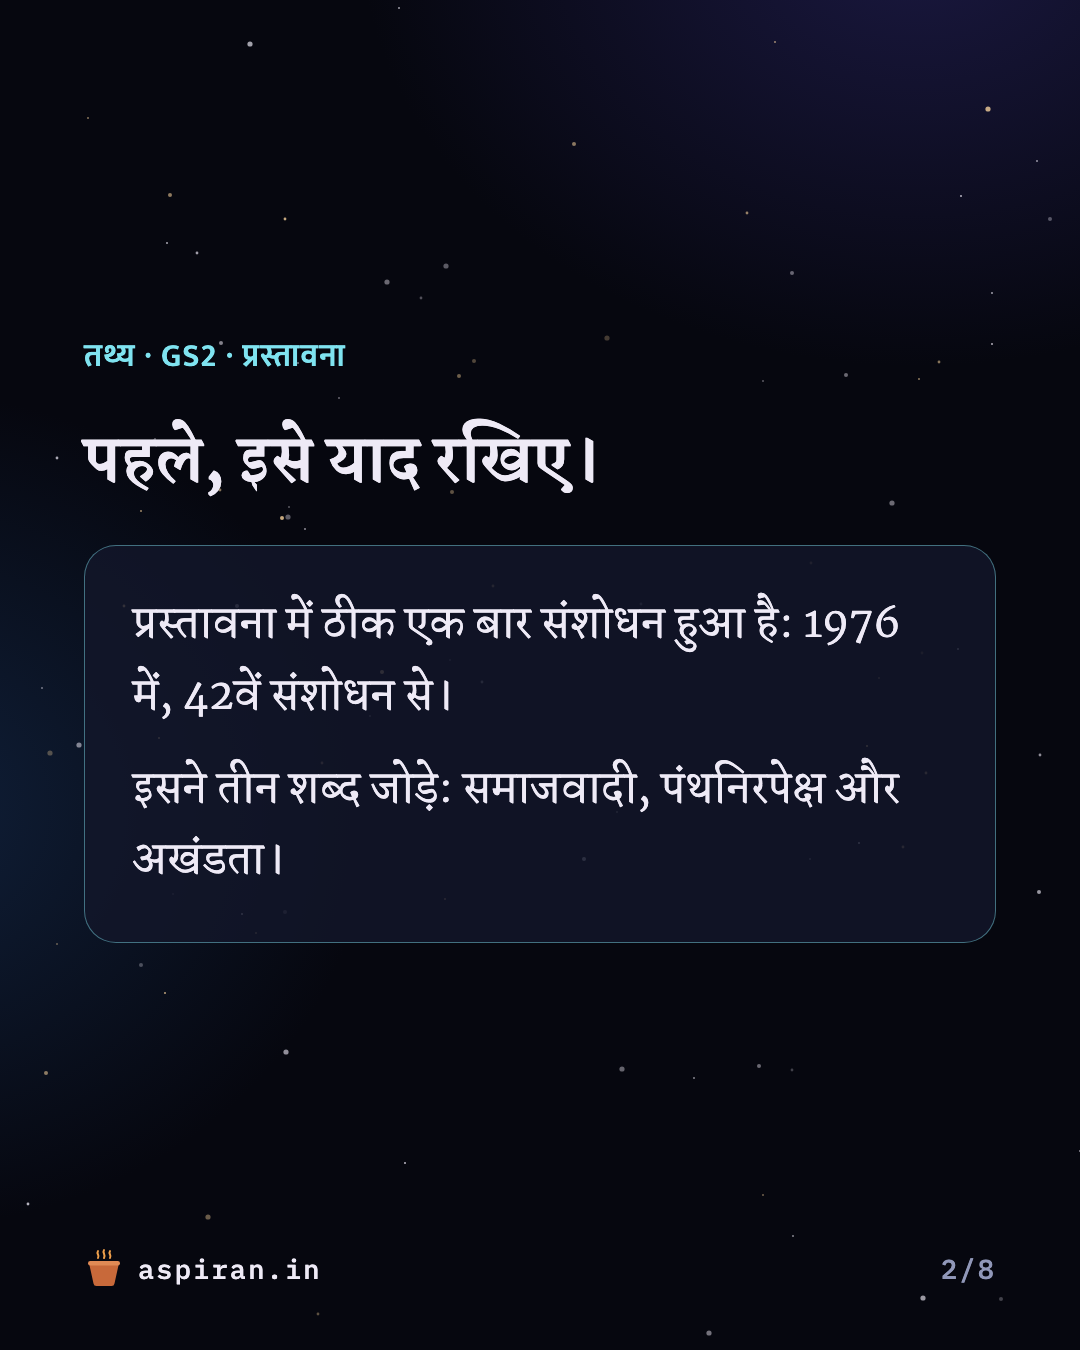 तथ्य · GS2 · प्रस्तावना
पहले, इसे याद रखिए।
प्रस्तावना में ठीक एक बार संशोधन हुआ है: 1976
में, 42वें संशोधन से।
इसने तीन शब्द जोड़े: समाजवादी, पंथनिरपेक्ष और
अखंडता।
aspiran.in
2/8